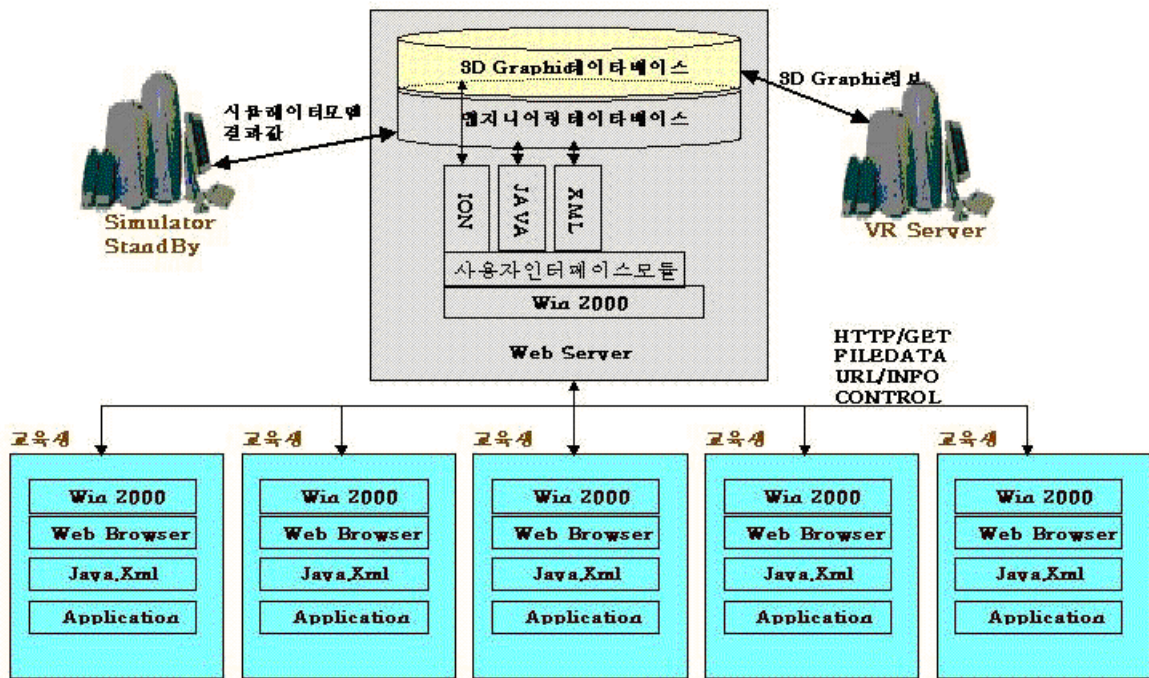 3D Graphic데이타베이스
엔지니어링데이타베이스
시뮬레이터모델
결과값
3D Graphic정보
ION
JAVA
XML
사용자인터페이스모듈
Win 2000
Web Server
Simulator
StandBy
VR Server
HTTP/GET
FILEDATA
URL/INFO
CONTROL
교육생
교육생
교육생
교육생
교육생
Win 2000
Web Browser
Java,Xml
Application
Win 2000
Web Browser
Java,Xml
Application
Win 2000
Web Browser
Java,Xml
Application
Win 2000
Web Browser
Java,Xml
Application
Win 2000
Web Browser
Java,Xml
Application